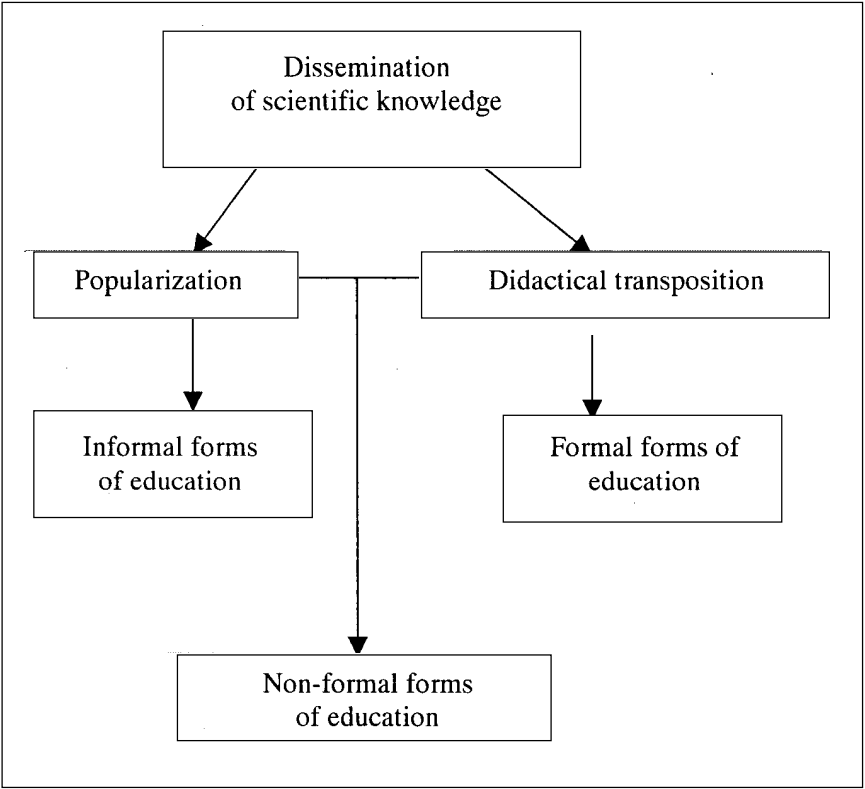 Dissemination
of scientific knowledge
Popularization
Didactical transposition
Informal forms
of education
Formal forms of
education
Non-formal forms
of education